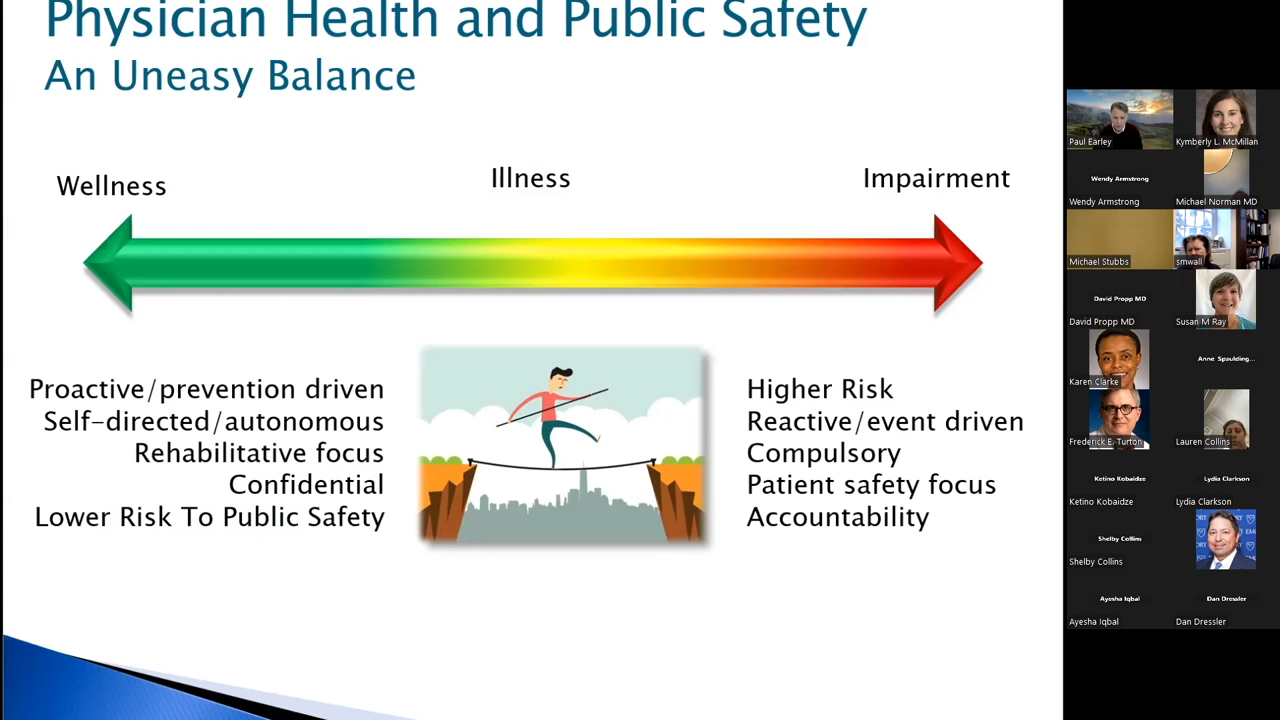 Physician Health and Public Safety
An Uneasy Balance
Wellness
Illness
Impairment
Proactive/prevention driven
Self-directed/autonomous
Rehabilitative focus
Confidential
Lower Risk To Public Safety
Higher Risk
Reactive/event driven
Compulsory
Patient safety focus
Accountability
Paul Earley
Kymberly L. McMillan
Wendy Armstrong
Wendy Armstrong
Michael Norman MD
Michael Stubbs
smwall
David Propp MD
David Propp MD
Susan M Ray
Karen Clarke
Anne Spaulding...
Frederick E. Turton
Lauren Collins
Ketino Kobaidze
Ketino Kobaidze
Lydia Clarkson
Lydia Clarkson
Shelby Collins
Shelby Collins
Ayesha Iqbal
Ayesha Iqbal
Dan Dressler
Dan Dressler